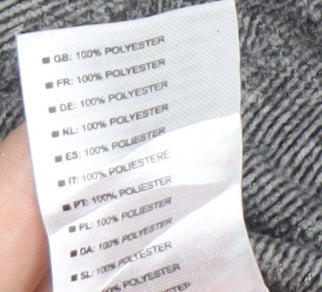 ■ GB: 100% POLYESTER
■ FR: 100% POLYESTER
■ DE: 100% POLYESTER
■ NL: 100% POLYESTER
■ ES: 100% POLIESTER
■ IT: 100% POLIESTERE
■ PT: 100% POLIESTER
■ PL: 100% POLIESTER
■ DA: 100% POLYESTER
■ SL: 100% POLYESTER
POLYESTER